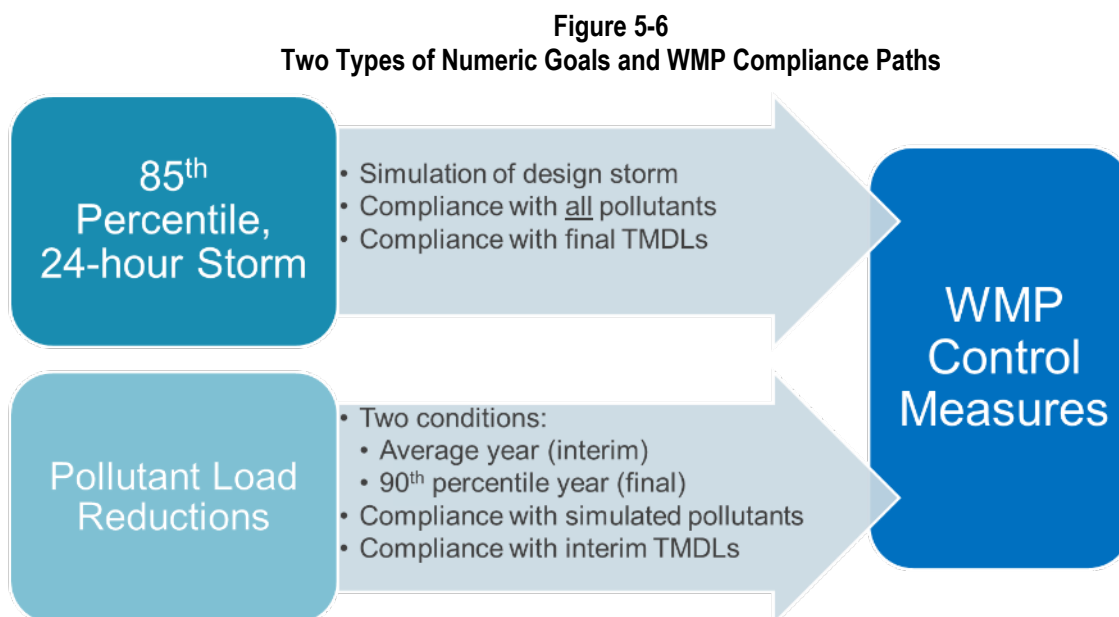 Figure 5-6
Two Types of Numeric Goals and WMP Compliance Paths
85th
Percentile,
24-hour Storm
• Simulation of design storm
• Compliance with all pollutants
• Compliance with final TMDLs
Pollutant Load
Reductions
• Two conditions:
• Average year (interim)
• 90th percentile year (final)
• Compliance with simulated pollutants
• Compliance with interim TMDLs
WMP
Control
Measures